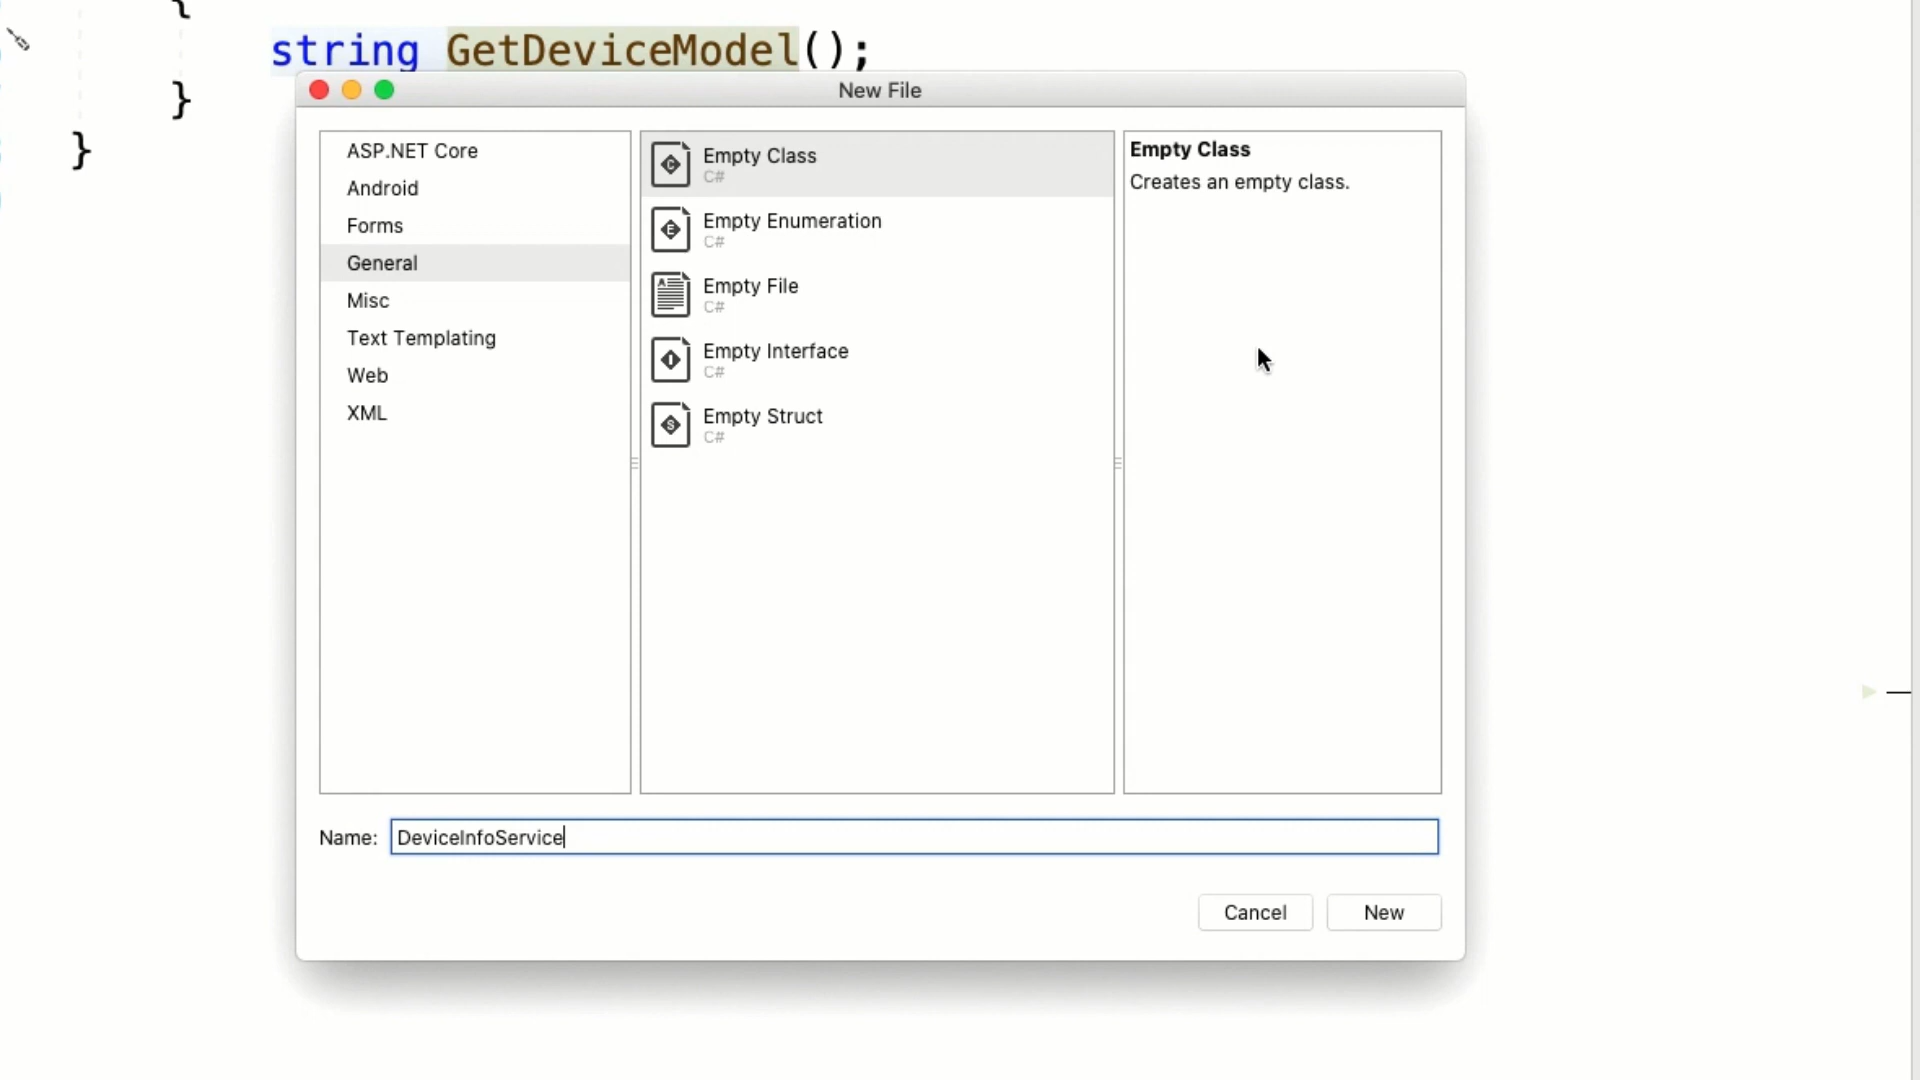 {
string GetDeviceModel();
}
}
New File
ASP.NET Core
Android
Forms
General
Misc
Text Templating
Web
XML
Empty Class
C#
Empty Enumeration
C#
Empty File
C#
Empty Interface
C#
Empty Struct
C#
Empty Class
Creates an empty class.
Name: DeviceInfoService
Cancel New